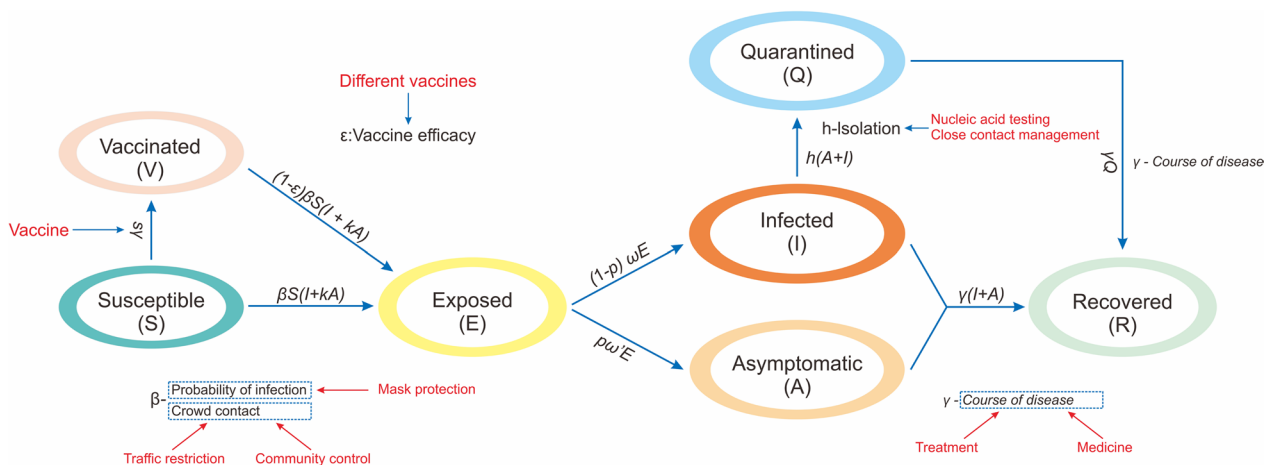 Different vaccines
ε:Vaccine efficacy
Vaccinated
(V)
(1-ε)βS(I + kA)
Vaccine
sγ
Susceptible
(S)
βS(I+kA)
Exposed
(E)
(1-p) ωE
pω'E
Quarantined
(Q)
h-Isolation
Nucleic acid testing
Close contact management
h(A+I)
Infected
(I)
Asymptomatic
(A)
γQ
γ - Course of disease
γ(I+A)
Recovered
(R)
β-
Probability of infection
Crowd contact
Mask protection
Traffic restriction
Community control
γ - Course of disease
Treatment
Medicine